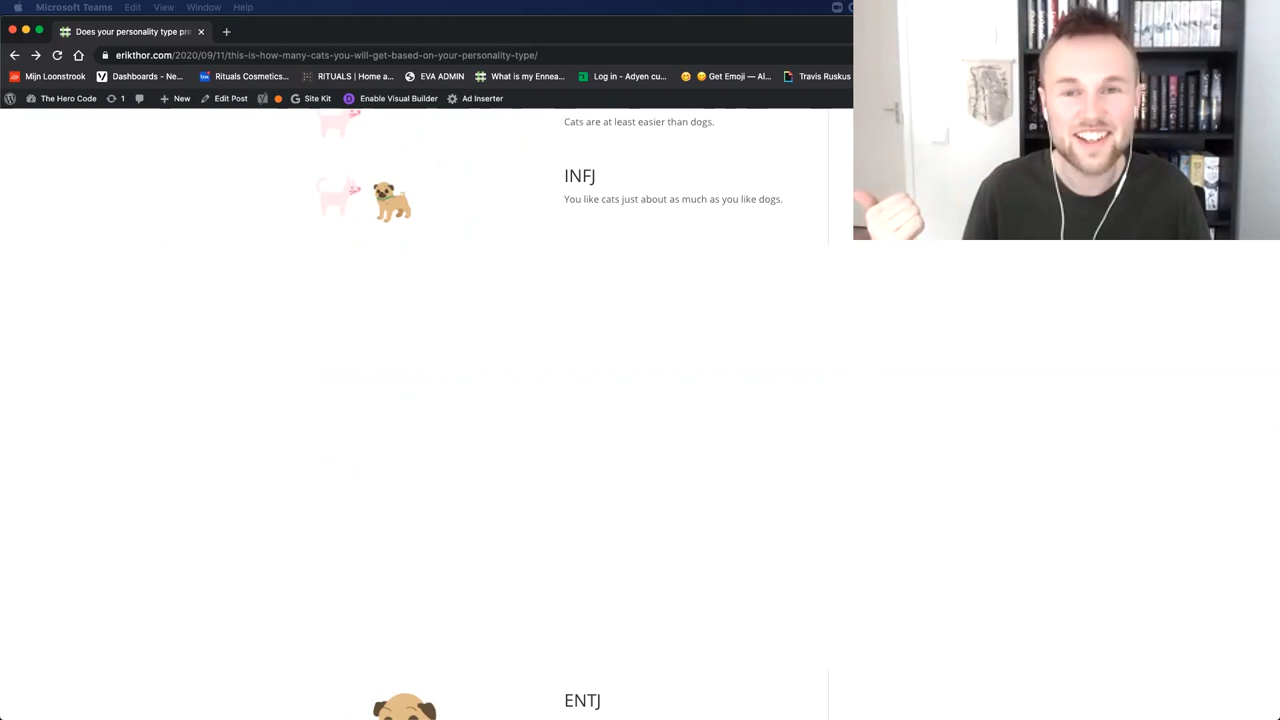 Microsoft Teams Edit View Window Help
Does your personality type pre
erikthor.com/2020/09/11/this-is-how-many-cats-you-will-get-based-on-your-personality-type/
Mijn Loonstrook Dashboards - Ne... Rituals Cosmetics... RITUALS | Home a... EVA ADMIN What is my Ennea... Log in - Adyen cu... Get Emoji — Al... Travis Ruskus
The Hero Code 1 New Edit Post Site Kit Enable Visual Builder Ad Inserter
Cats are at least easier than dogs.
INFJ
You like cats just about as much as you like dogs.
ENTJ